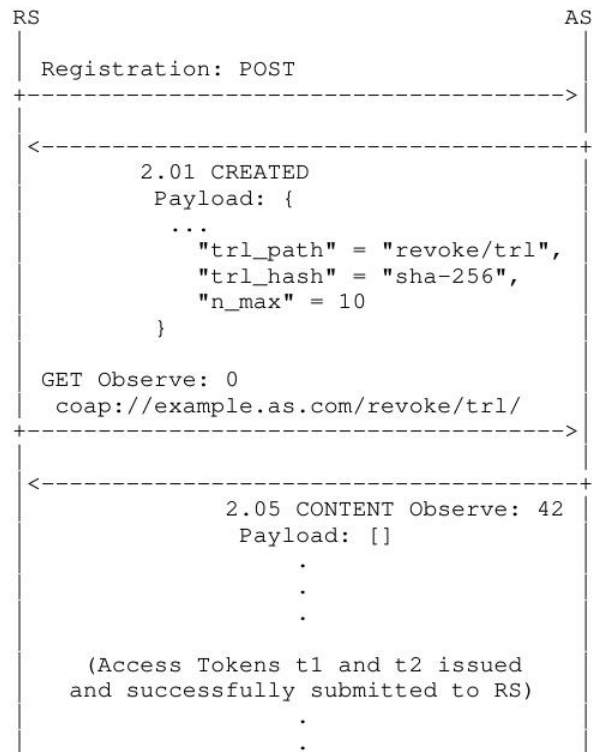 RS AS
Registration: POST
2.01 CREATED
Payload: {
...
"trl_path" = "revoke/trl",
"trl_hash" = "sha-256",
"n_max" = 10
}
GET Observe: 0
coap://example.as.com/revoke/trl/
2.05 CONTENT Observe: 42
Payload: []
.
.
.
(Access Tokens t1 and t2 issued
and successfully submitted to RS)
.
.